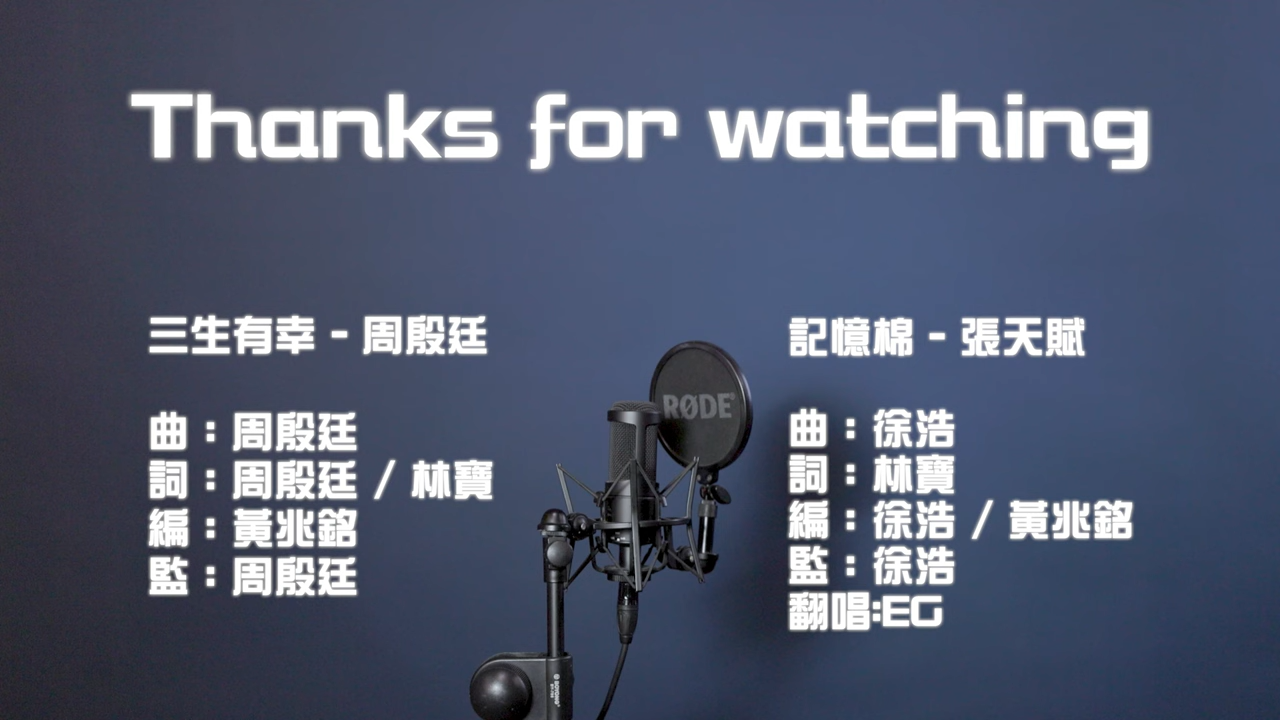 Thanks for watching
三生有幸 - 周殷廷
曲：周殷廷
詞：周殷廷 / 林寶
編：黃兆銘
監：周殷廷
記憶棉 - 張天賦
曲：徐浩
詞：林寶
編：徐浩 / 黃兆銘
監：徐浩
翻唱:EG
RØDE